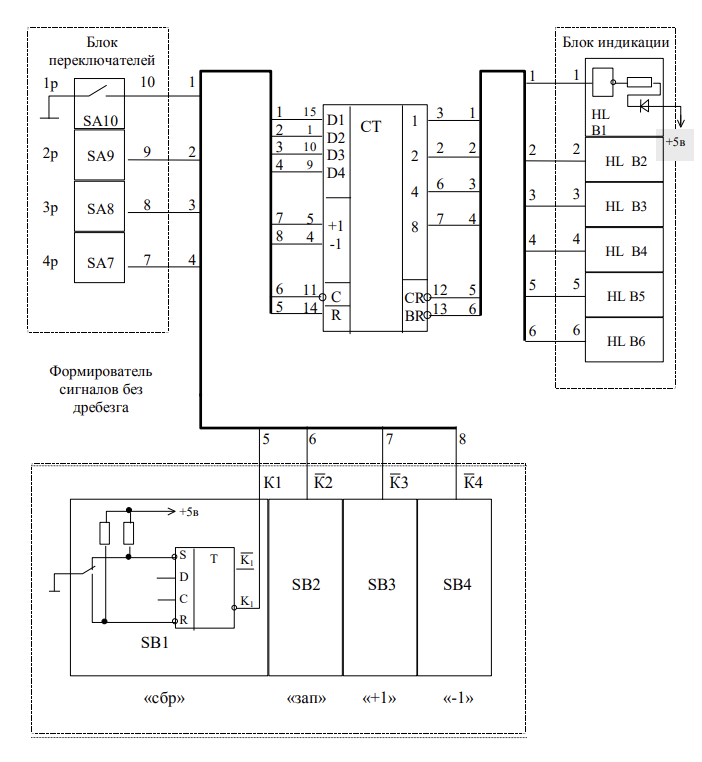 Блок
переключателей
1р
10
1
SA10
2р
SA9
9
2
3р
SA8
8
3
4р
SA7
7
4
1 15 D1
2 1 D2
3 10 D3
4 9 D4
7 5 +1
8 4 -1
6 11 C
5 14 R
CT
1 3 1
2 2 2
4 6 3
8 7 4
CR 12 5
BR 13 6
Блок индикации
1 1
HL
B1
+5в
2 2 HL B2
3 3 HL B3
4 4 HL B4
5 5 HL B5
6 6 HL B6
Формирователь
сигналов без
дребезга
5 6 7 8
К1 K̅2 K̅3 K̅4
+5в
S T K̅₁
D
C K₁
R
SB1
SB2
SB3
SB4
«сбр» «зап» «+1» «-1»